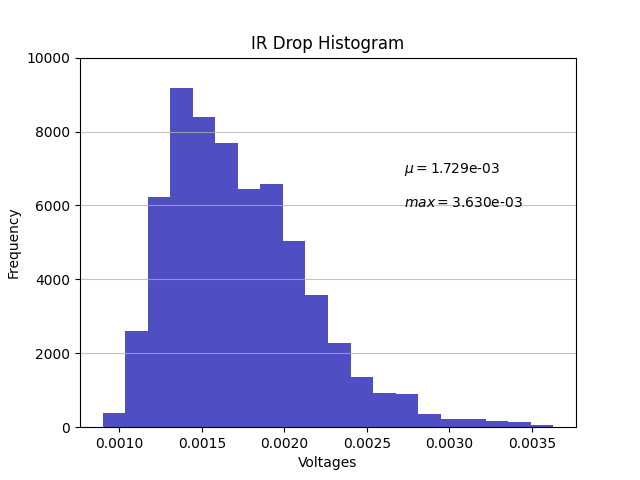 IR Drop Histogram
10000
8000
6000
4000
2000
0
Frequency
μ = 1.729e-03
max = 3.630e-03
0.0010 0.0015 0.0020 0.0025 0.0030 0.0035
Voltages